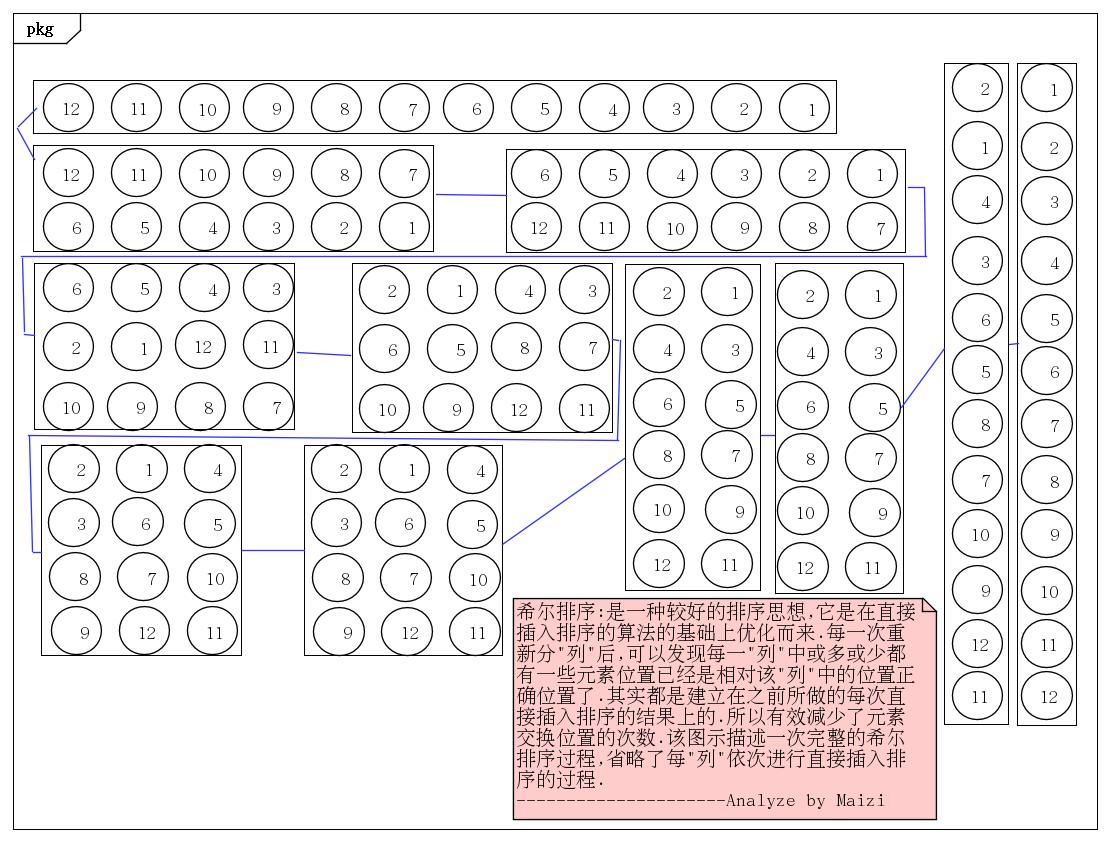 pkg
12 11 10 9 8 7 6 5 4 3 2 1
12 11 10 9 8 7
6 5 4 3 2 1
6 5 4 3 2 1
12 11 10 9 8 7
6 5 4 3
2 1 12 11
10 9 8 7
2 1 4 3
6 5 8 7
10 9 12 11
2 1 4
3 6 5
8 7 10
9 12 11
2 1 4
3 6 5
8 7 10
9 12 11
2 1
4 3
6 5
8 7
10 9
12 11
2 1
4 3
6 5
8 7
10 9
12 11
2
1
4
3
6
5
8
7
10
9
12
11
1
2
3
4
5
6
7
8
9
10
11
12
希尔排序:是一种较好的排序思想,它是在直接
插入排序的算法的基础上优化而来.每一次重
新分"列"后,可以发现每一"列"中或多或少都
有一些元素位置已经是相对该"列"中的位置正
确位置了.其实都是建立在之前所做的每次直
接插入排序的结果上的.所以有效减少了元素
交换位置的次数.该图示描述一次完整的希尔
排序过程,省略了每"列"依次进行直接插入排
序的过程.
---------------------Analyze by Maizi